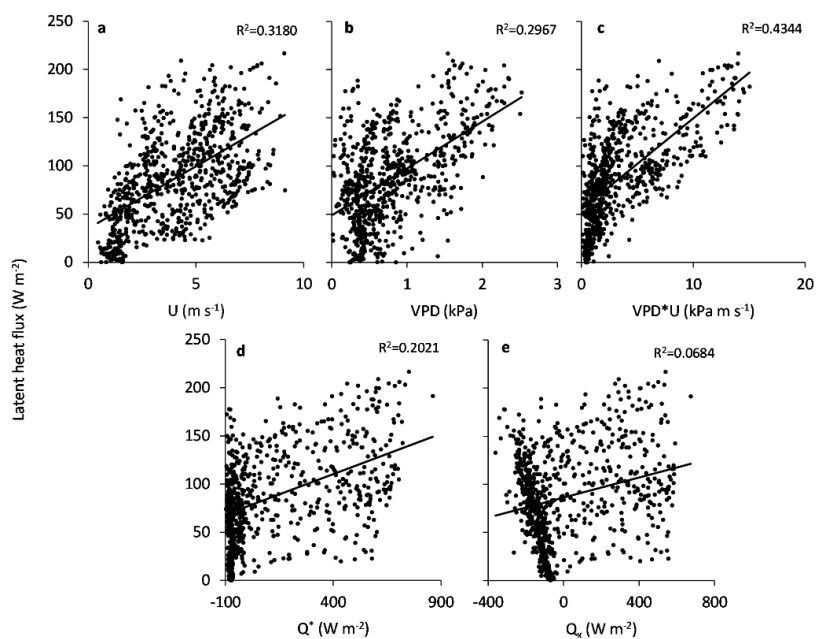 a R²=0.3180
b R²=0.2967
c R²=0.4344
250
200
150
100
50
0
0 5 10
0 1 2 3
0 10 20
U (m s⁻¹)
VPD (kPa)
VPD*U (kPa m s⁻¹)
Latent heat flux (W m⁻²)
d R²=0.2021
e R²=0.0684
250
200
150
100
50
0
-100 400 900
-400 0 400 800
Q* (W m⁻²)
Qₓ (W m⁻²)